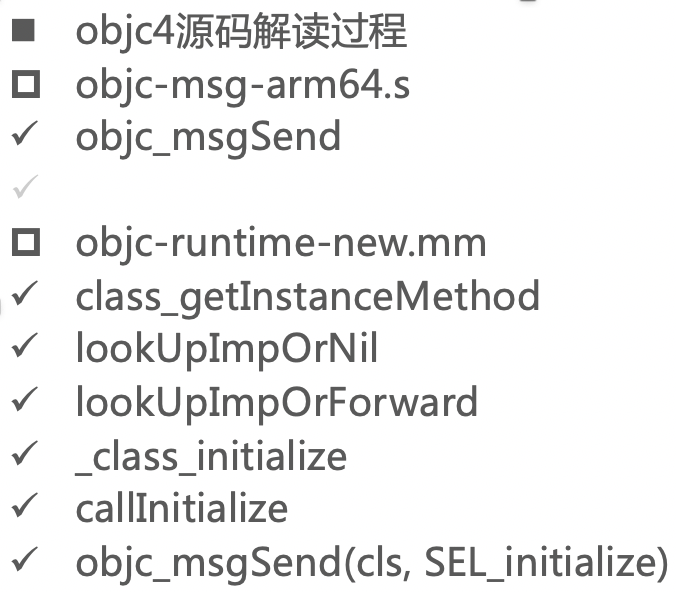 objc4源码解读过程
objc-msg-arm64.s
objc_msgSend
objc-runtime-new.mm
class_getInstanceMethod
lookUpImpOrNil
lookUpImpOrForward
_class_initialize
callInitialize
objc_msgSend(cls, SEL_initialize)